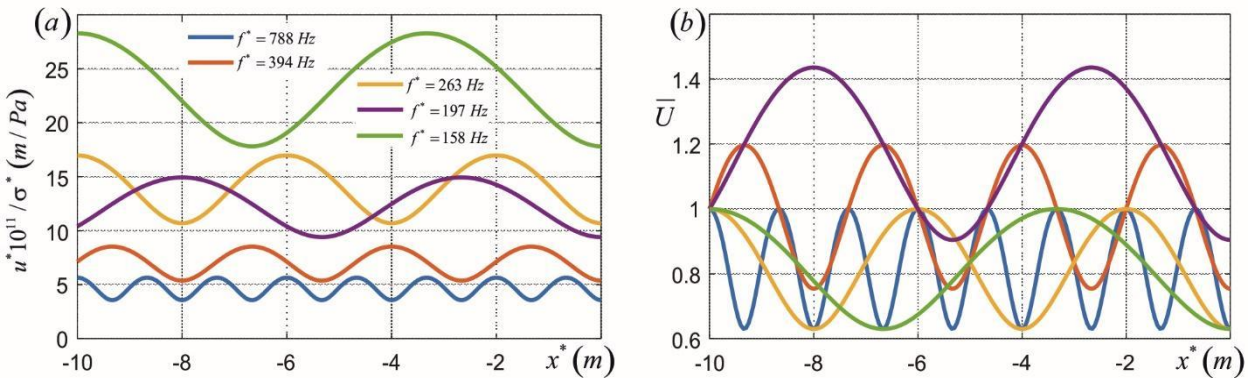 (a)
f* = 788 Hz
f* = 394 Hz
f* = 263 Hz
f* = 197 Hz
f* = 158 Hz
u*10¹¹/σ* (m/Pa)
25
20
15
10
5
0
-10 -8 -6 -4 -2 x* (m)
(b)
Ū
1.4
1.2
1
0.8
0.6
-10 -8 -6 -4 -2 x* (m)